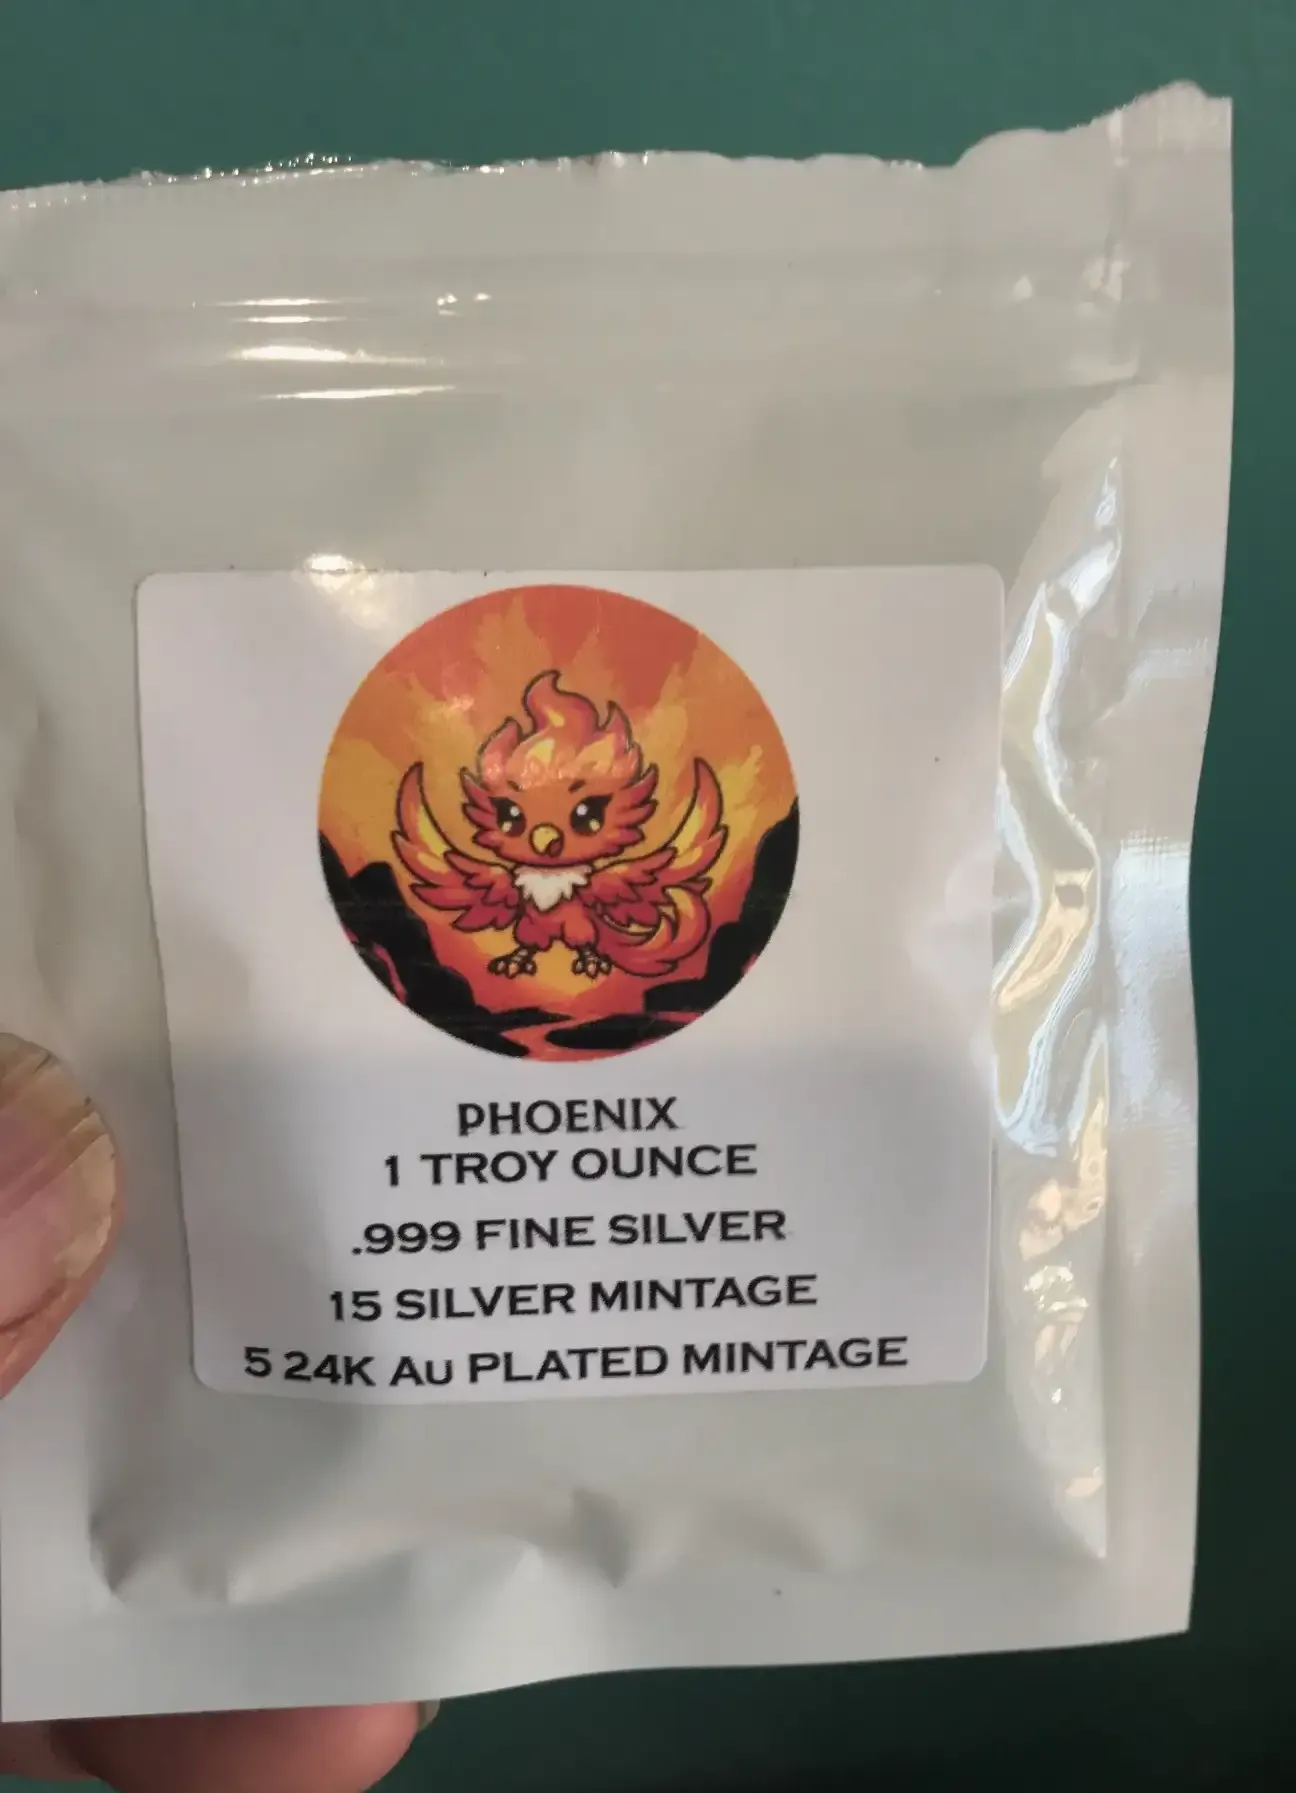 PHOENIX
1 TROY OUNCE
.999 FINE SILVER
15 SILVER MINTAGE
5 24K Au PLATED MINTAGE